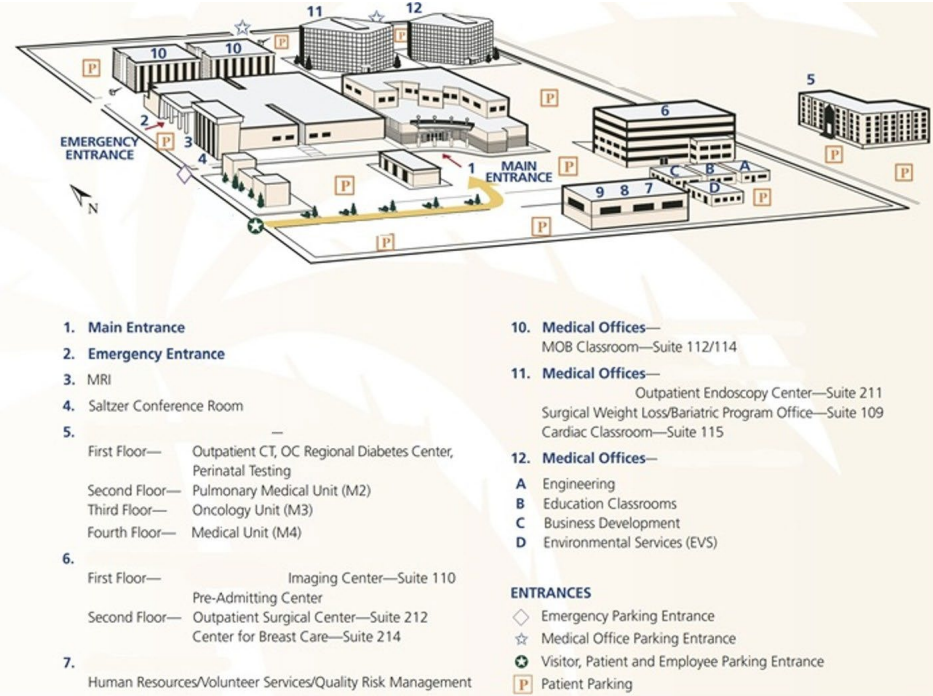 11
12
10
10
P
P
P
5
P
6
2
EMERGENCY
ENTRANCE
P
3
4
1
MAIN
ENTRANCE
P
P
P
C
B
A
D
P
9 8 7
P
N
P
P
1. Main Entrance
2. Emergency Entrance
3. MRI
4. Saltzer Conference Room
5. —
First Floor— Outpatient CT, OC Regional Diabetes Center,
Perinatal Testing
Second Floor— Pulmonary Medical Unit (M2)
Third Floor— Oncology Unit (M3)
Fourth Floor— Medical Unit (M4)
6.
First Floor— Imaging Center—Suite 110
Pre-Admitting Center
Second Floor— Outpatient Surgical Center—Suite 212
Center for Breast Care—Suite 214
7.
Human Resources/Volunteer Services/Quality Risk Management
10. Medical Offices—
MOB Classroom—Suite 112/114
11. Medical Offices—
Outpatient Endoscopy Center—Suite 211
Surgical Weight Loss/Bariatric Program Office—Suite 109
Cardiac Classroom—Suite 115
12. Medical Offices—
A Engineering
B Education Classrooms
C Business Development
D Environmental Services (EVS)
ENTRANCES
Emergency Parking Entrance
Medical Office Parking Entrance
Visitor, Patient and Employee Parking Entrance
P Patient Parking